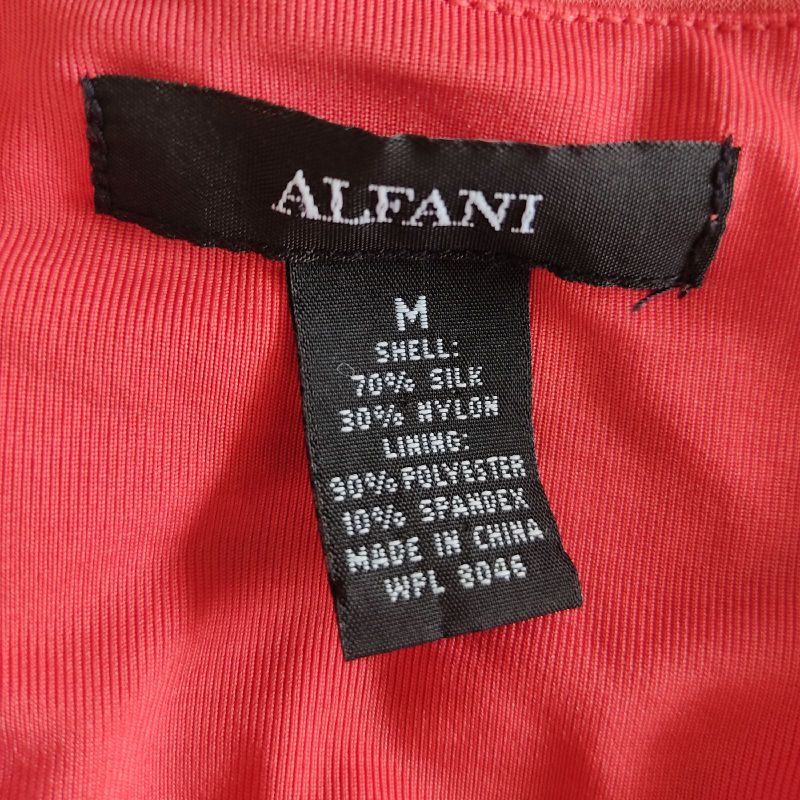 ALFANI
M
SHELL:
70% SILK
30% NYLON
LINING:
90% POLYESTER
10% SPANDEX
MADE IN CHINA
WPL 8046